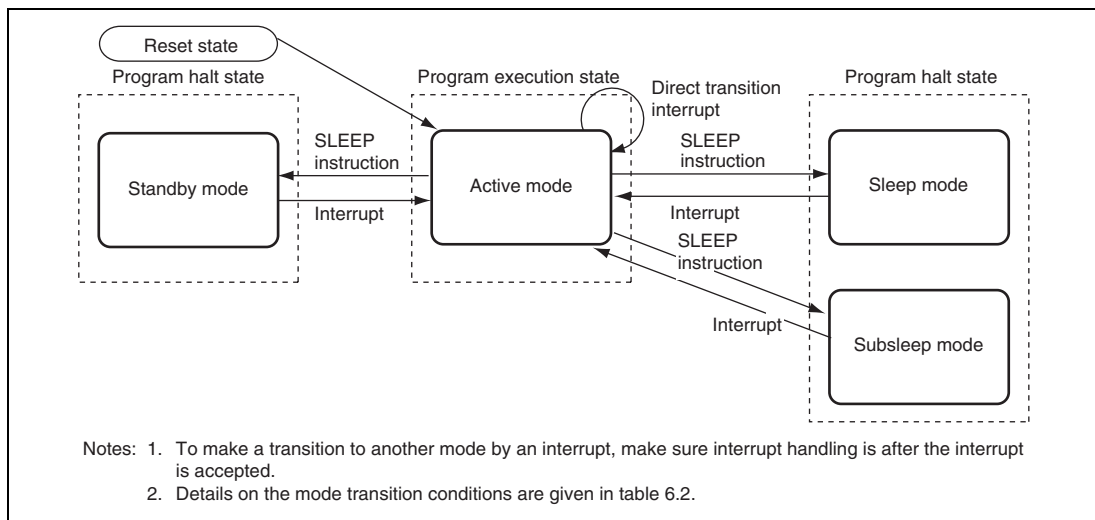 Reset state
Program halt state
Program execution state
Program halt state
Direct transition
interrupt
SLEEP
instruction
SLEEP
instruction
Standby mode
Active mode
Sleep mode
Interrupt
Interrupt
SLEEP
instruction
Interrupt
Subsleep mode
Notes: 1. To make a transition to another mode by an interrupt, make sure interrupt handling is after the interrupt
is accepted.
2. Details on the mode transition conditions are given in table 6.2.